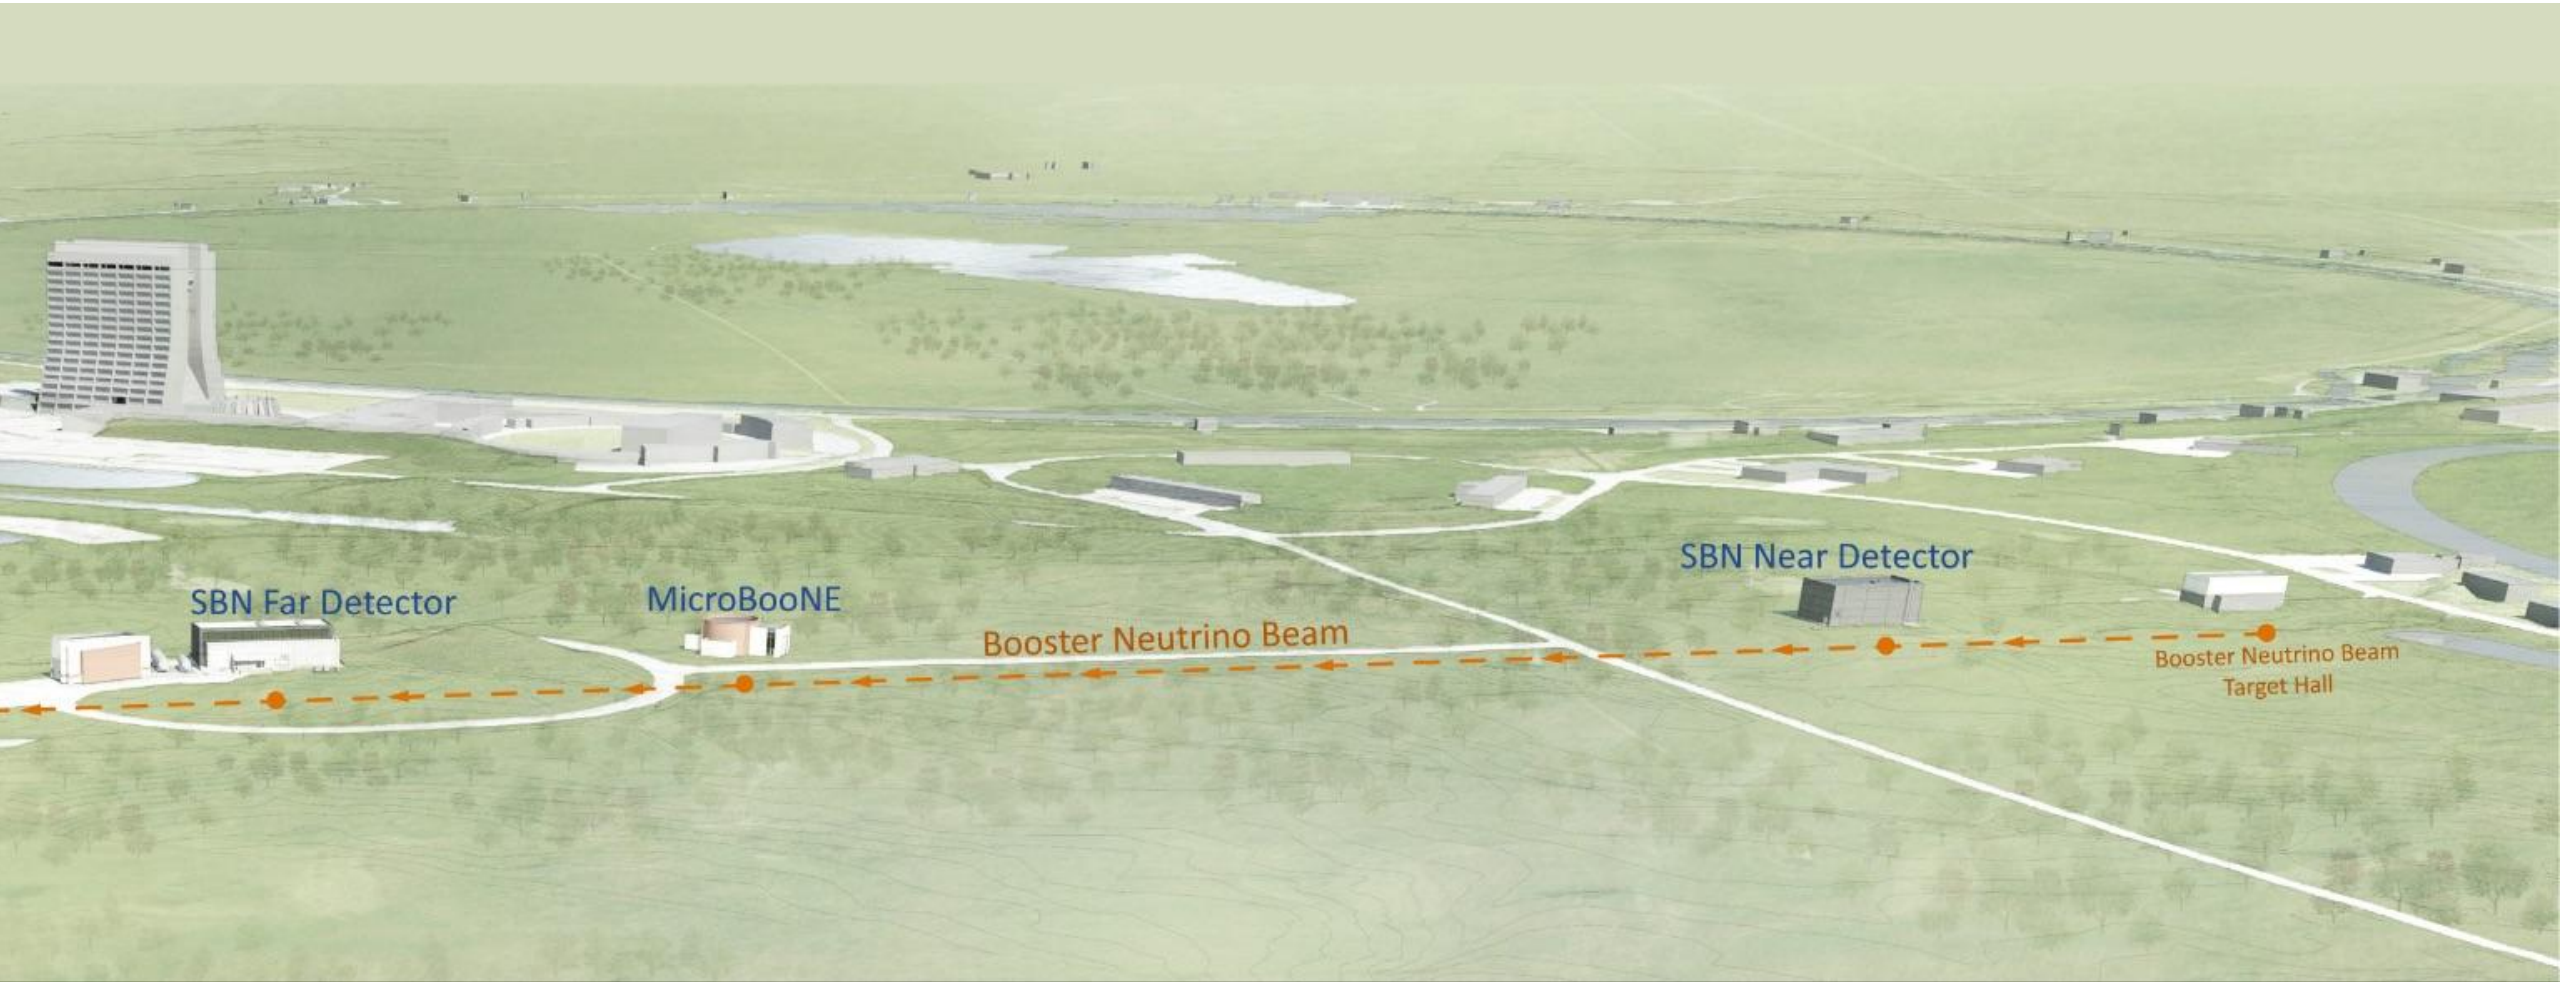 SBN Near Detector
SBN Far Detector
MicroBooNE
Booster Neutrino Beam
Booster Neutrino Beam
Target Hall